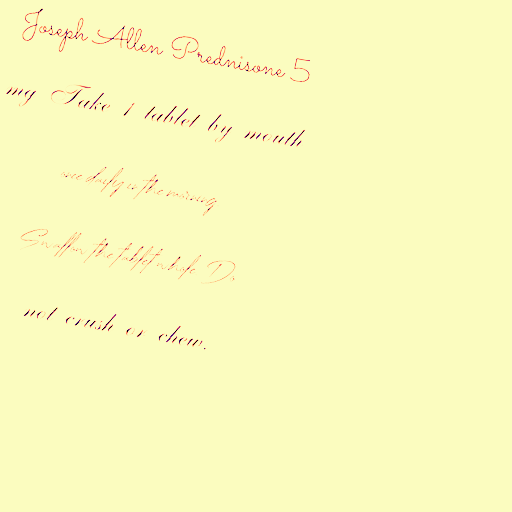 Joseph Allen Prednisone 5
mg Take 1 tablet by mouth
once daily in the morning
Swallow the tablet whole Do
not crush or chew.